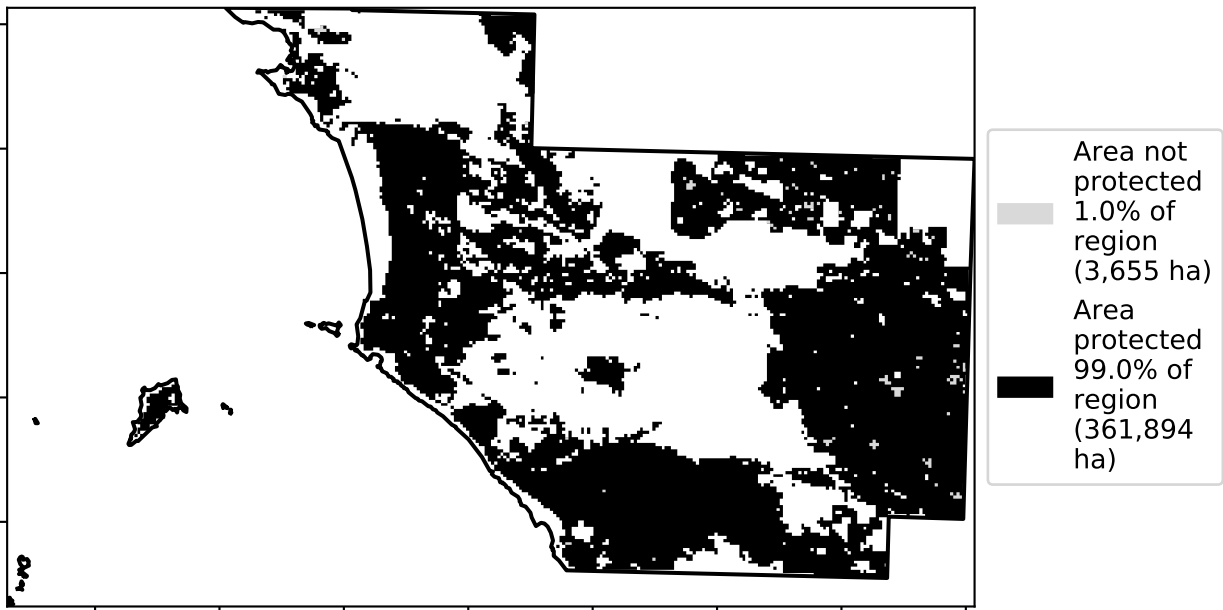 Area not
protected
1.0% of
region
(3,655 ha)
Area
protected
99.0% of
region
(361,894
ha)